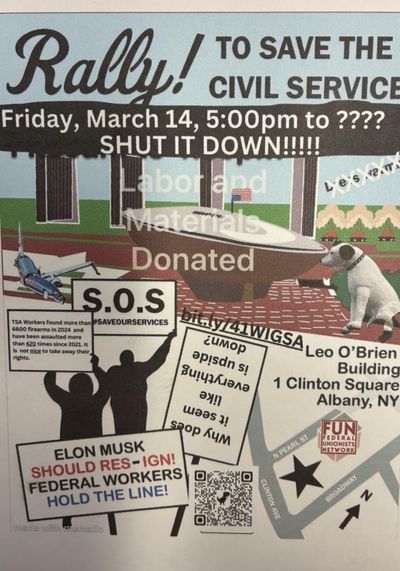 Rally!
TO SAVE THE
CIVIL SERVICE
Friday, March 14, 5:00pm to ????
SHUT IT DOWN!!!!!
Labor and
Materials
Donated
S.O.S
#SAVEOURSERVICES
TSA Workers found more than
6600 firearms in 2024 and
have been assaulted more
than 620 times since 2021. It
is not nice to take away their
rights.
bit.ly/41WIGSA
Why does
it seem
like
everything
is upside
down?
Leo O'Brien
Building
1 Clinton Square
Albany, NY
ELON MUSK
SHOULD RES-IGN!
FEDERAL WORKERS
HOLD THE LINE!
FUN
FEDERAL
UNIONISTS
NETWORK
N PEARL ST
CLINTON AVE
BROADWAY
N